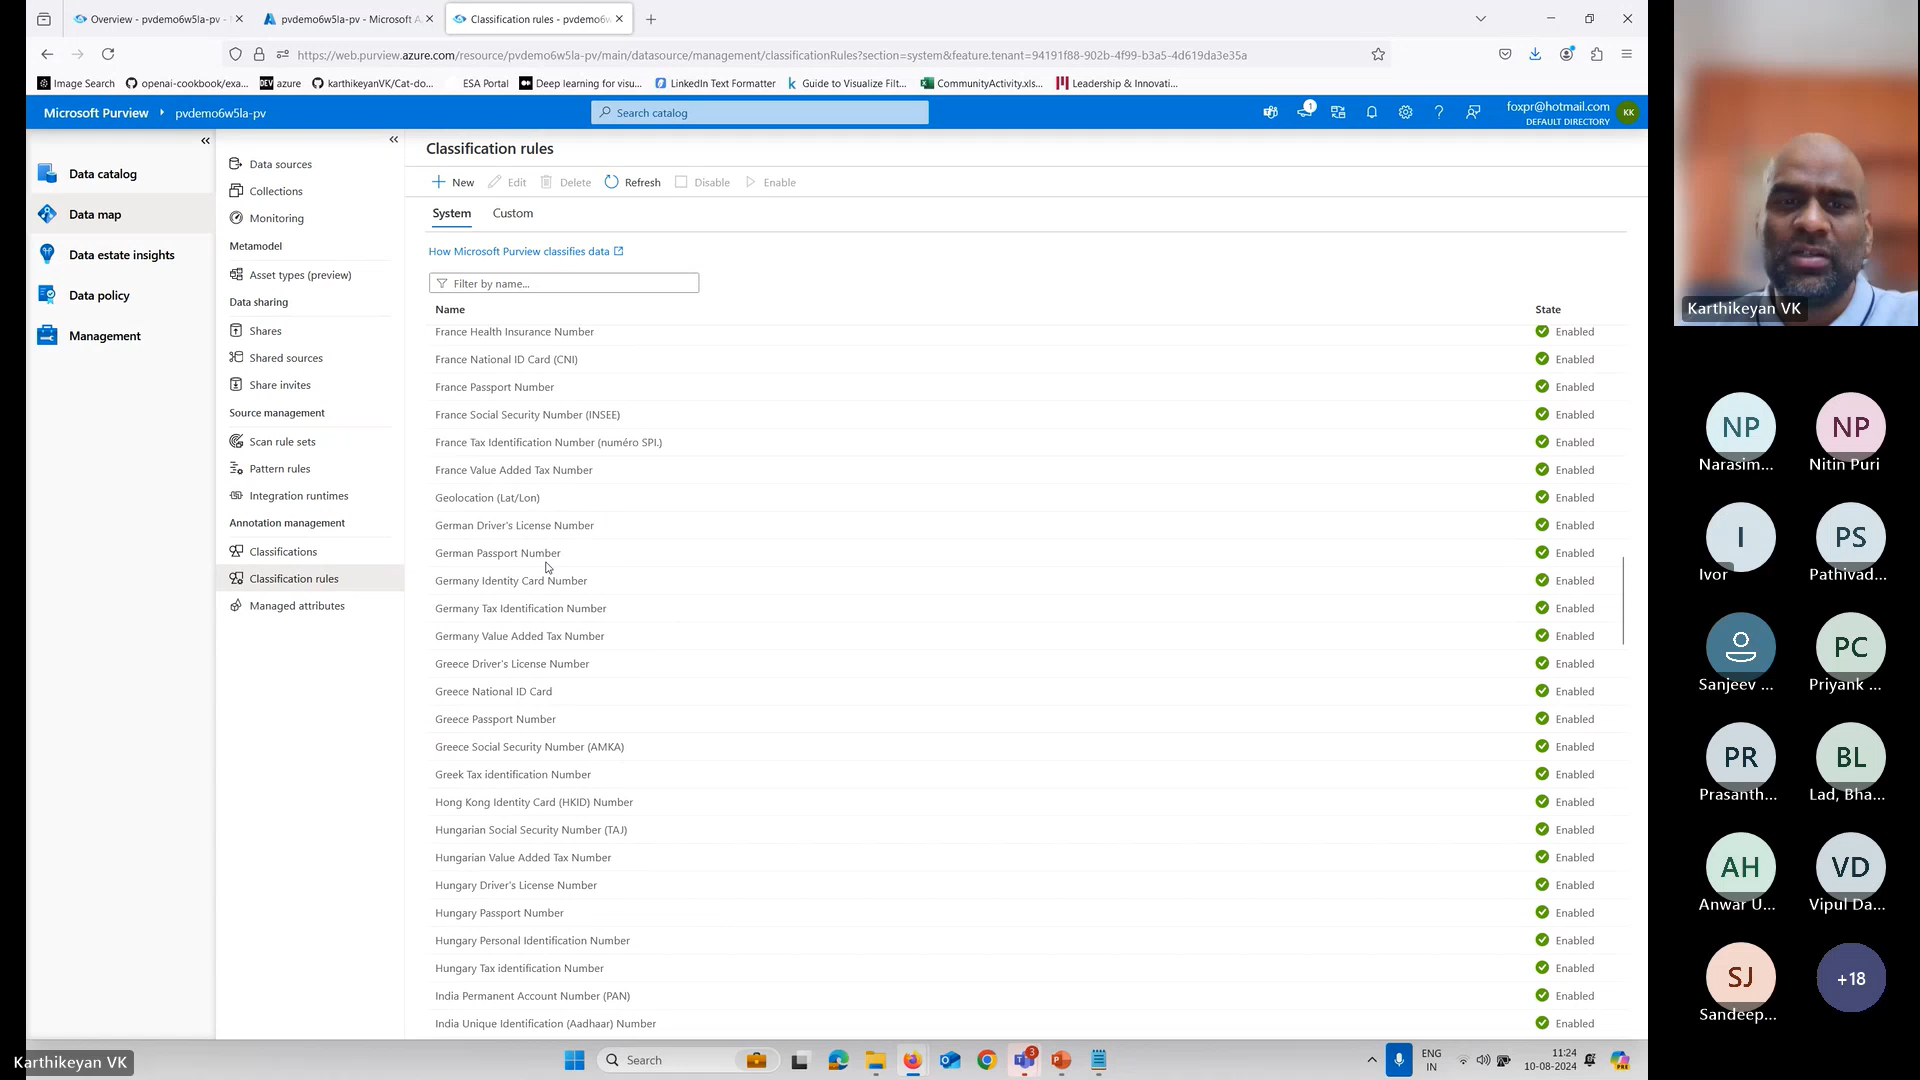 Overview - pvdemo6w5la-pv -
pvdemo6w5la-pv - Microsoft A
Classification rules - pvdemo6w
https://web.purview.azure.com/resource/pvdemo6w5la-pv/main/datasource/management/classificationRules?section=system&feature.tenant=94191f88-902b-4f99-b3a5-4d619da3e35a
Image Search
openai-cookbook/exa...
DEV azure
karthikeyanVK/Cat-do...
ESA Portal
Deep learning for visu...
LinkedIn Text Formatter
Guide to Visualize Filt...
CommunityActivity.xls...
Leadership & Innovati...
Microsoft Purview
pvdemo6w5la-pv
Search catalog
1
foxpr@hotmail.com
DEFAULT DIRECTORY
KK
Data catalog
Data map
Data estate insights
Data policy
Management
Data sources
Collections
Monitoring
Metamodel
Asset types (preview)
Data sharing
Shares
Shared sources
Share invites
Source management
Scan rule sets
Pattern rules
Integration runtimes
Annotation management
Classifications
Classification rules
Managed attributes
Classification rules
New
Edit
Delete
Refresh
Disable
Enable
System
Custom
How Microsoft Purview classifies data
Filter by name...
Name State
France Health Insurance Number Enabled
France National ID Card (CNI) Enabled
France Passport Number Enabled
France Social Security Number (INSEE) Enabled
France Tax Identification Number (numéro SPI.) Enabled
France Value Added Tax Number Enabled
Geolocation (Lat/Lon) Enabled
German Driver's License Number Enabled
German Passport Number Enabled
Germany Identity Card Number Enabled
Germany Tax Identification Number Enabled
Germany Value Added Tax Number Enabled
Greece Driver's License Number Enabled
Greece National ID Card Enabled
Greece Passport Number Enabled
Greece Social Security Number (AMKA) Enabled
Greek Tax identification Number Enabled
Hong Kong Identity Card (HKID) Number Enabled
Hungarian Social Security Number (TAJ) Enabled
Hungarian Value Added Tax Number Enabled
Hungary Driver's License Number Enabled
Hungary Passport Number Enabled
Hungary Personal Identification Number Enabled
Hungary Tax identification Number Enabled
India Permanent Account Number (PAN) Enabled
India Unique Identification (Aadhaar) Number Enabled
Karthikeyan VK
NP
Narasim...
NP
Nitin Puri
I
Ivor
PS
Pathivad...
Sanjeev ...
PC
Priyank ...
PR
Prasanth...
BL
Lad, Bha...
AH
Anwar U...
VD
Vipul Da...
SJ
Sandeep...
+18
Karthikeyan VK
Search
3
ENG
IN
11:24
10-08-2024
PRE